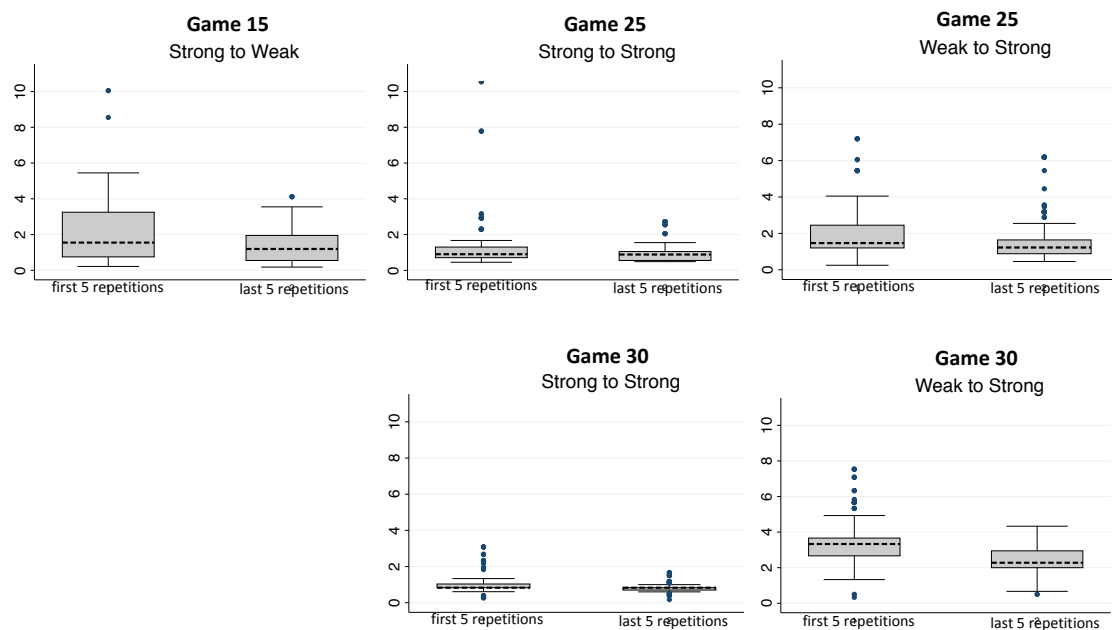 Game 15
Strong to Weak
10
8
6
4
2
0
first 5 repetitions
last 5 repetitions
Game 25
Strong to Strong
10
8
6
4
2
0
first 5 repetitions
last 5 repetitions
Game 25
Weak to Strong
10
8
6
4
2
0
first 5 repetitions
last 5 repetitions
Game 30
Strong to Strong
10
8
6
4
2
0
first 5 repetitions
last 5 repetitions
Game 30
Weak to Strong
10
8
6
4
2
0
first 5 repetitions
last 5 repetitions